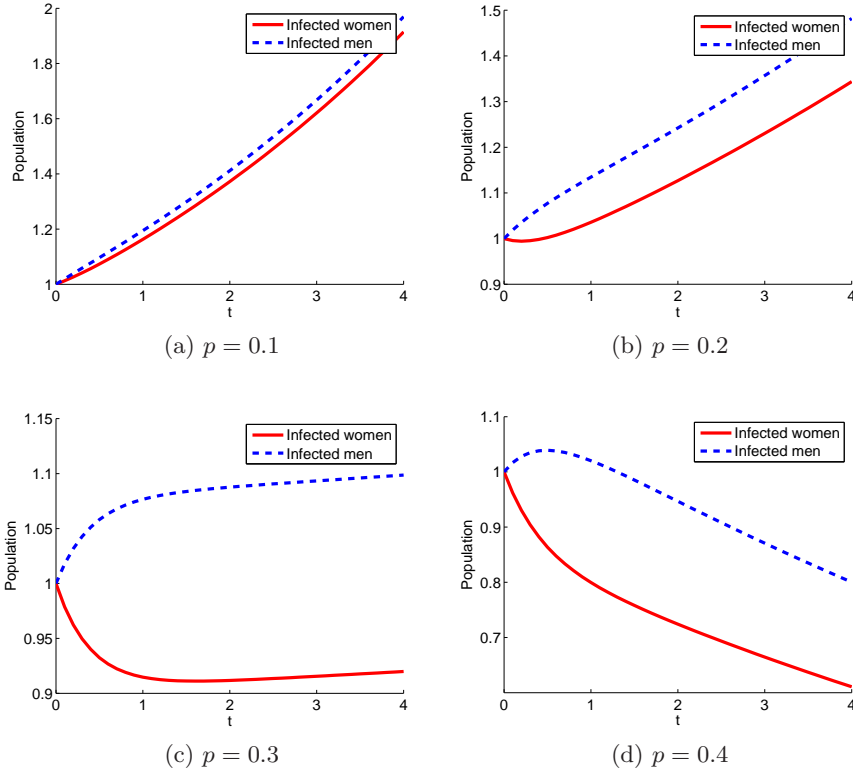 2
1.8
1.6
1.4
1.2
1
0 1 2 3 4
t
Population
Infected women
Infected men
(a) p = 0.1
1.5
1.4
1.3
1.2
1.1
1
0.9
0 1 2 3 4
t
Population
Infected women
Infected men
(b) p = 0.2
1.15
1.1
1.05
1
0.95
0.9
0 1 2 3 4
t
Population
Infected women
Infected men
(c) p = 0.3
1.1
1
0.9
0.8
0.7
0 1 2 3 4
t
Population
Infected women
Infected men
(d) p = 0.4